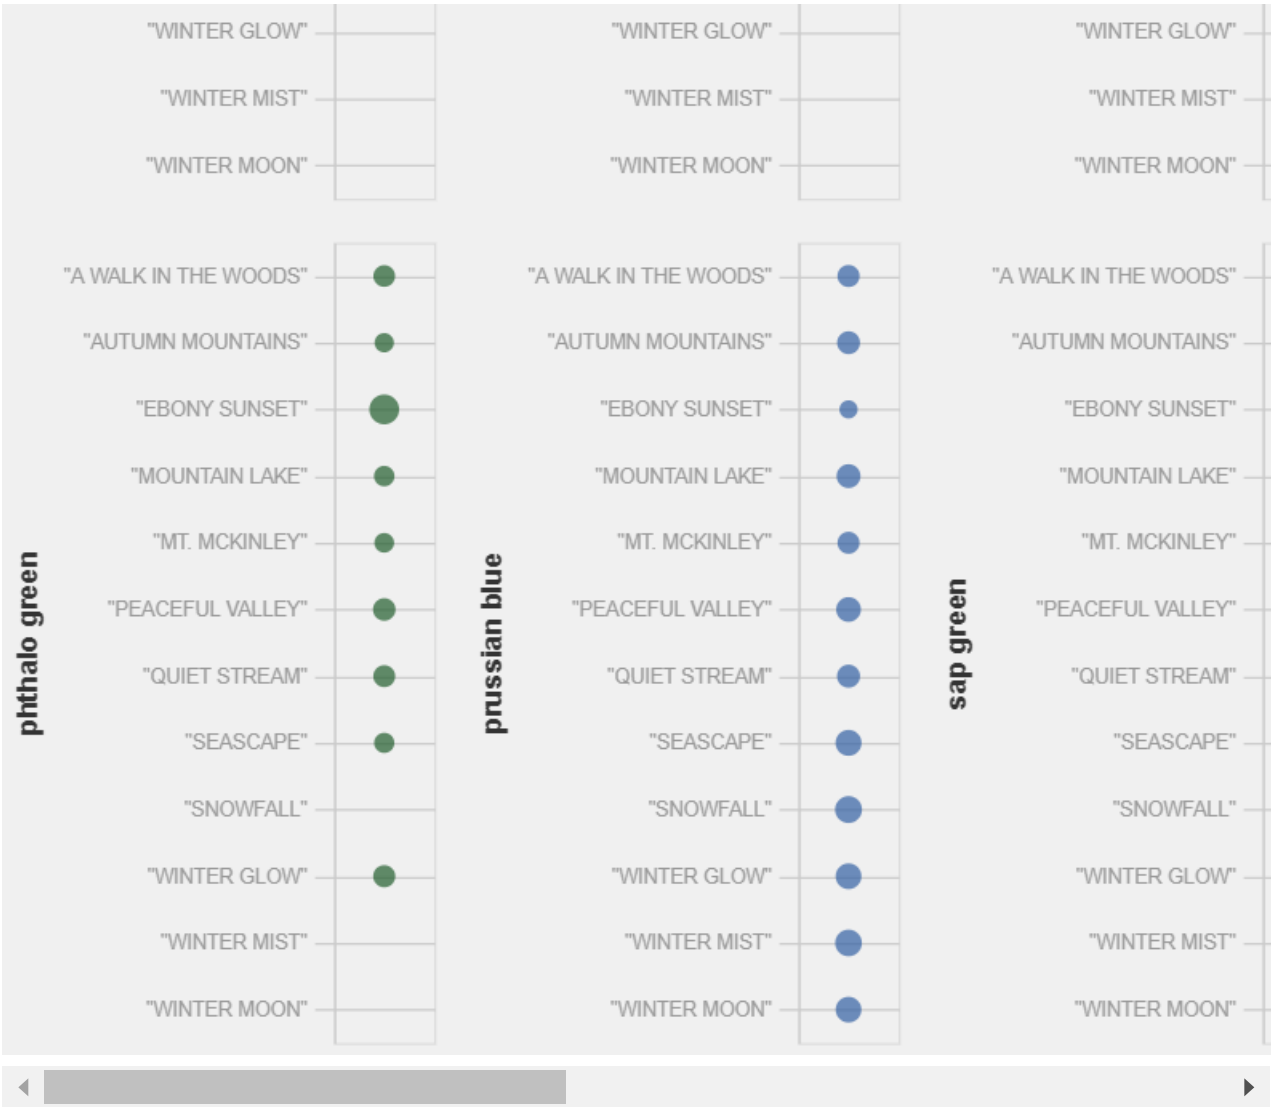 "WINTER GLOW"
"WINTER MIST"
"WINTER MOON"
"WINTER GLOW"
"WINTER MIST"
"WINTER MOON"
"WINTER GLOW"
"WINTER MIST"
"WINTER MOON"
phthalo green
"A WALK IN THE WOODS"
"AUTUMN MOUNTAINS"
"EBONY SUNSET"
"MOUNTAIN LAKE"
"MT. MCKINLEY"
"PEACEFUL VALLEY"
"QUIET STREAM"
"SEASCAPE"
"SNOWFALL"
"WINTER GLOW"
"WINTER MIST"
"WINTER MOON"
prussian blue
"A WALK IN THE WOODS"
"AUTUMN MOUNTAINS"
"EBONY SUNSET"
"MOUNTAIN LAKE"
"MT. MCKINLEY"
"PEACEFUL VALLEY"
"QUIET STREAM"
"SEASCAPE"
"SNOWFALL"
"WINTER GLOW"
"WINTER MIST"
"WINTER MOON"
sap green
"A WALK IN THE WOODS"
"AUTUMN MOUNTAINS"
"EBONY SUNSET"
"MOUNTAIN LAKE"
"MT. MCKINLEY"
"PEACEFUL VALLEY"
"QUIET STREAM"
"SEASCAPE"
"SNOWFALL"
"WINTER GLOW"
"WINTER MIST"
"WINTER MOON"